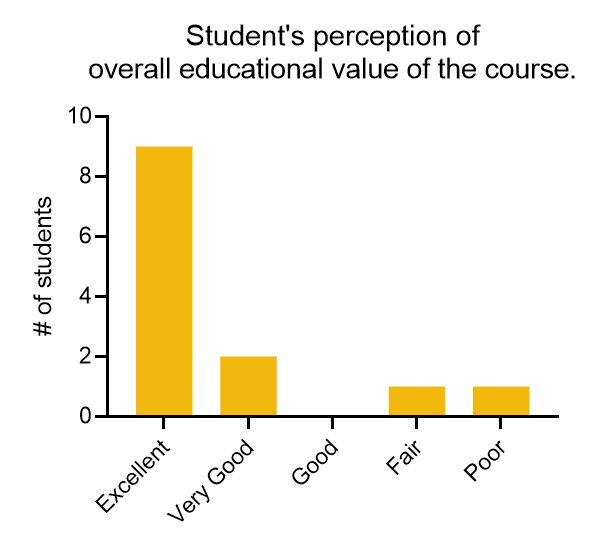 Student's perception of
overall educational value of the course.
# of students
10
8
6
4
2
0
Excellent
Very Good
Good
Fair
Poor